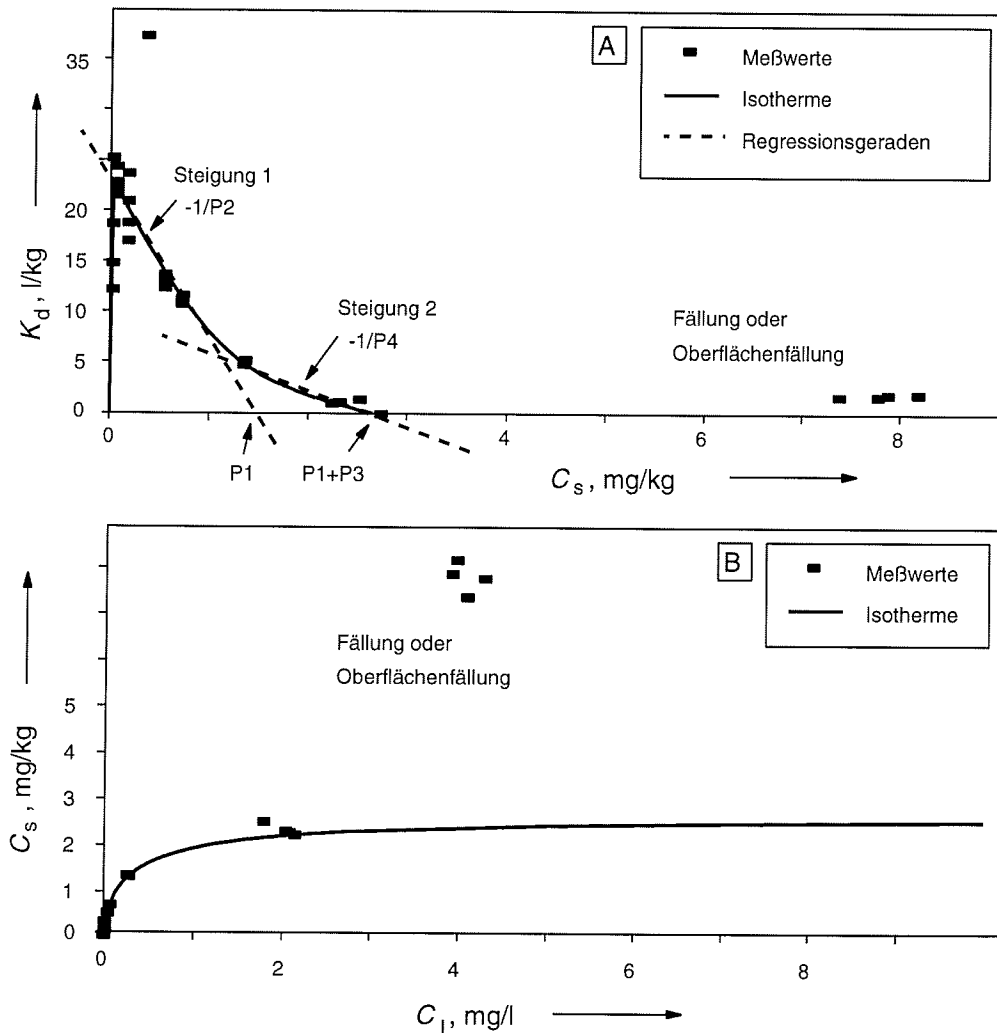 A
Meßwerte
Isotherme
Regressionsgeraden
35
20
15
10
5
0
K_d, l/kg
Steigung 1
-1/P2
Steigung 2
-1/P4
Fällung oder
Oberflächenfällung
0
4
6
8
P1
P1+P3
C_s, mg/kg
B
Meßwerte
Isotherme
Fällung oder
Oberflächenfällung
5
4
3
2
1
0
C_s, mg/kg
0
2
4
6
8
C_l, mg/l